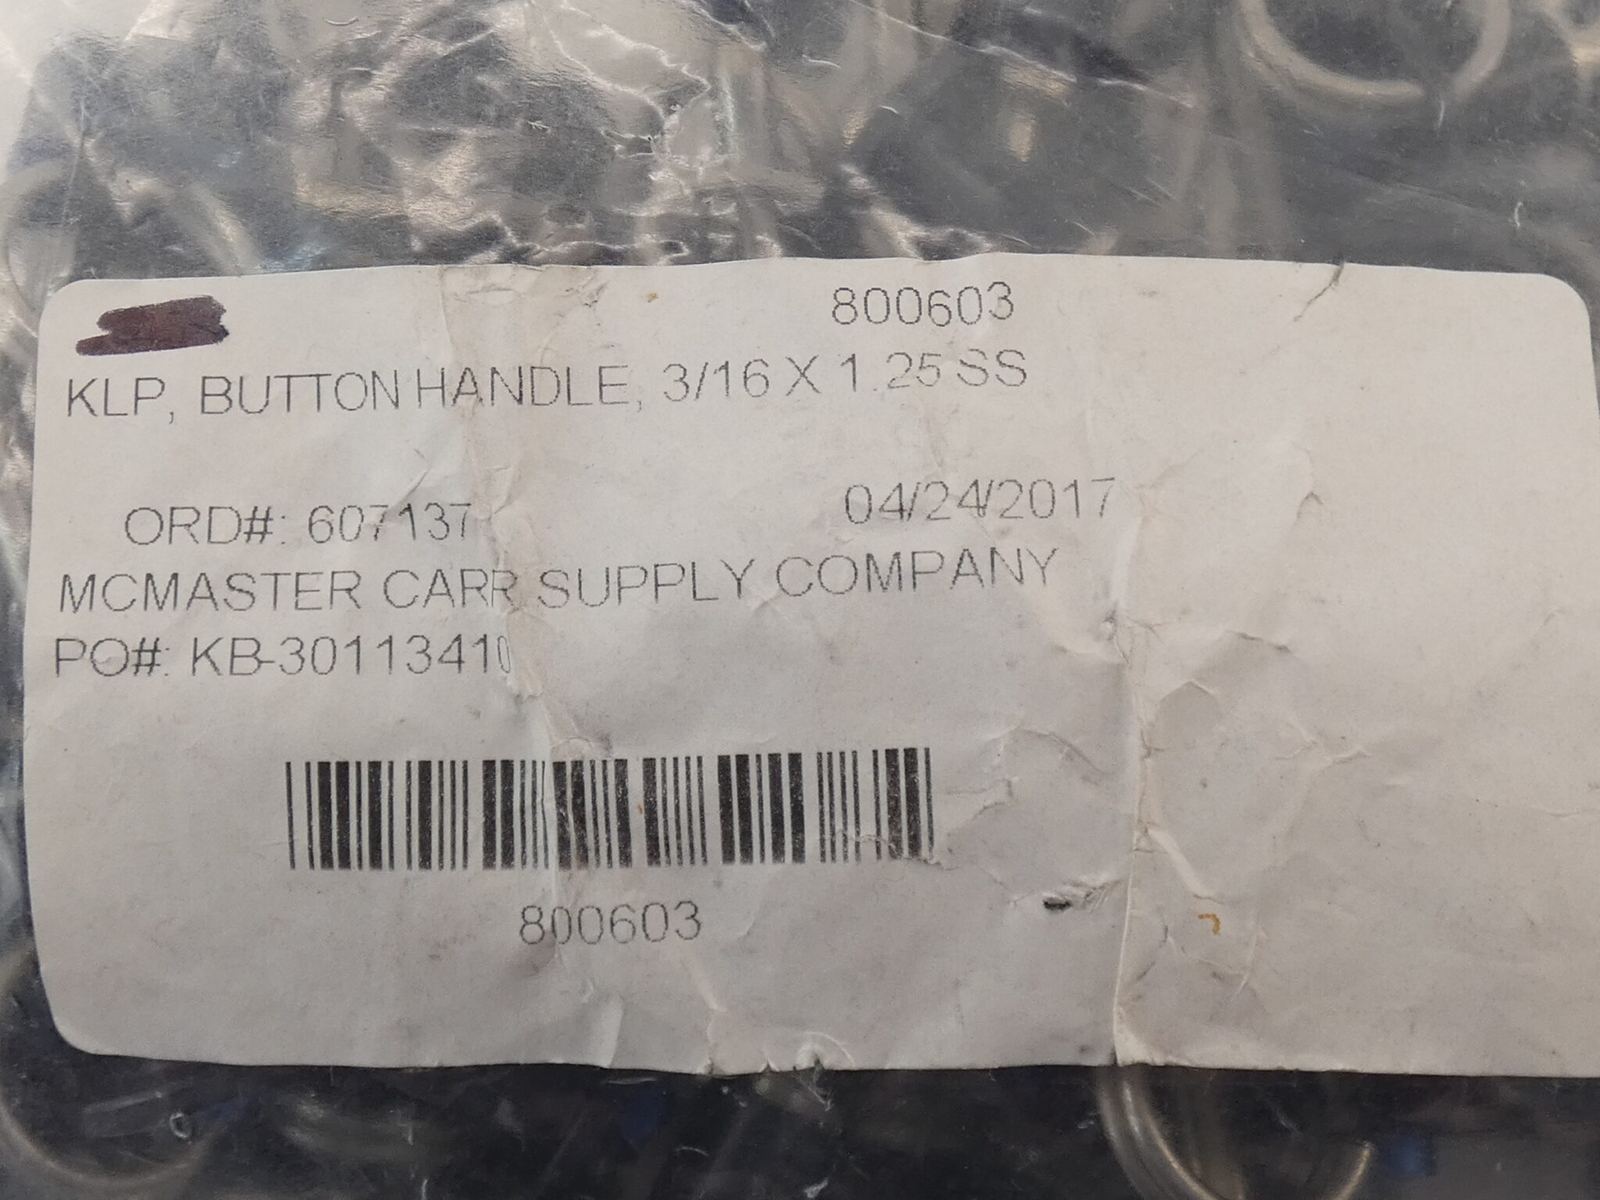 800603
KLP, BUTTON HANDLE, 3/16 X 1.25 SS
ORD#: 607137
04/24/2017
MCMASTER CARR SUPPLY COMPANY
PO#: KB-30113410
800603